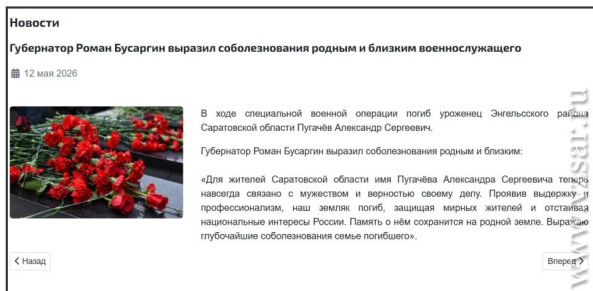 Новости
Губернатор Роман Бусаргин выразил соболезнования родным и близким военнослужащего
12 мая 2026
В ходе специальной военной операции погиб уроженец Энгельсского района
Саратовской области Пугачёв Александр Сергеевич.
Губернатор Роман Бусаргин выразил соболезнования родным и близким:
«Для жителей Саратовской области имя Пугачёва Александра Сергеевича теперь
навсегда связано с мужеством и верностью своему делу. Проявив выдержку и
профессионализм, наш земляк погиб, защищая мирных жителей и отстаивая
национальные интересы России. Память о нём сохранится на родной земле. Выражаю
глубочайшие соболезнования семье погибшего».
Назад
Вперед
www.vzsar.ru